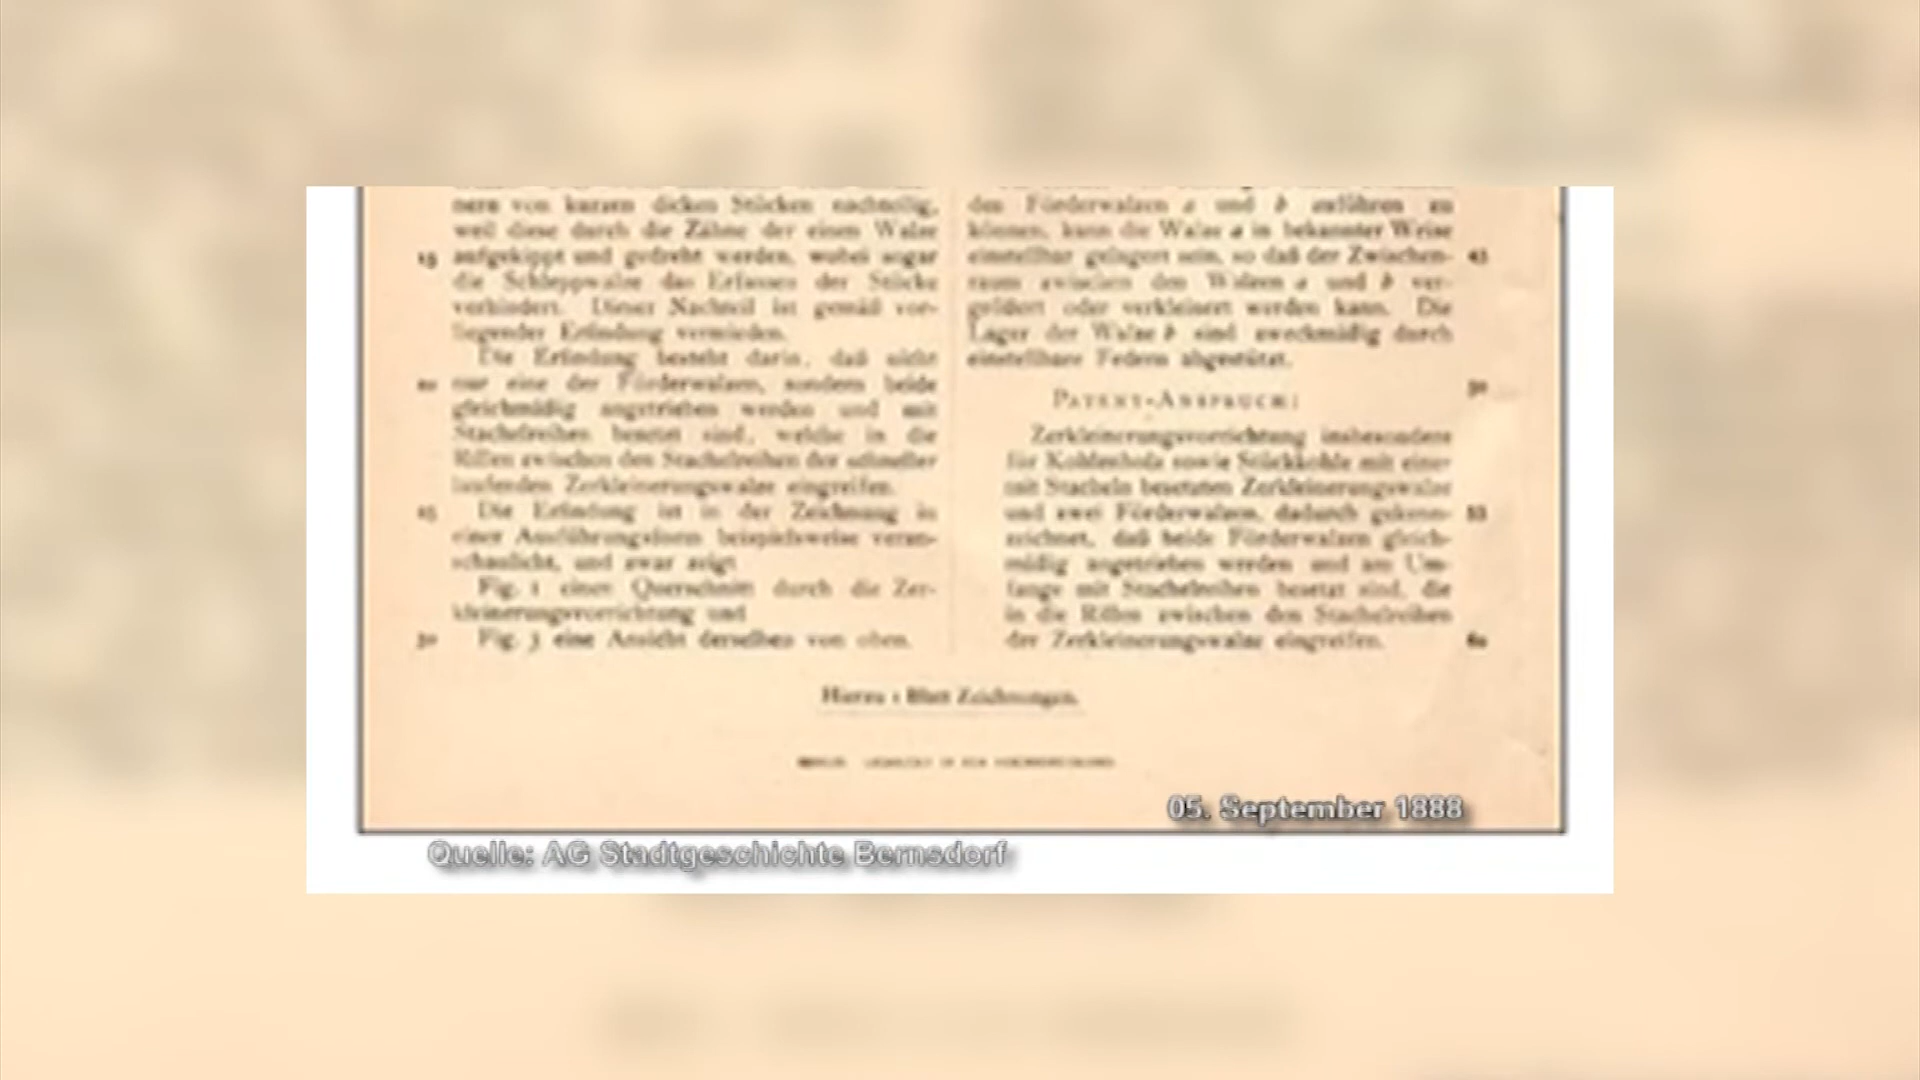 nern von kurzen dicken Stücken nachteilig,
weil diese durch die Zähne der einen Walze
15 aufgekippt und gedreht werden, wobei sogar
die Schleppwalze das Erfassen der Stücke
verhindert. Dieser Nachteil ist gemäß vor-
liegender Erfindung vermieden.
Die Erfindung besteht darin, daß nicht
20 nur eine der Förderwalzen, sondern beide
gleichmäßig angetrieben werden und mit
Stachelreihen besetzt sind, welche in die
Rillen zwischen den Stachelreihen der schneller
laufenden Zerkleinerungswalze eingreifen.
25 Die Erfindung ist in der Zeichnung in
einer Ausführungsform beispielsweise veran-
schaulicht, und zwar zeigt
Fig. 1 einen Querschnitt durch die Zer-
kleinerungsvorrichtung und
30 Fig. 3 eine Ansicht derselben von oben.
den Förderwalzen a und b zuführen zu
können, kann die Walze a in bekannter Weise
einstellbar gelagert sein, so daß der Zwischen- 45
raum zwischen den Walzen a und b ver-
größert oder verkleinert werden kann. Die
Lager der Walze b sind zweckmäßig durch
einstellbare Federn abgestützt.
50
PATENT-ANSPRUCH:
Zerkleinerungsvorrichtung insbesondere
für Kohlenholz sowie Stückkohle mit einer
mit Stacheln besetzten Zerkleinerungswalze
und zwei Förderwalzen, dadurch gekenn- 55
zeichnet, daß beide Förderwalzen gleich-
mäßig angetrieben werden und am Um-
fange mit Stachelreihen besetzt sind, die
in die Rillen zwischen den Stachelreihen
der Zerkleinerungswalze eingreifen. 60
Hierzu 1 Blatt Zeichnungen.
BERLIN. GEDRUCKT IN DER
05. September 1888
Quelle: AG Stadtgeschichte Bernsdorf